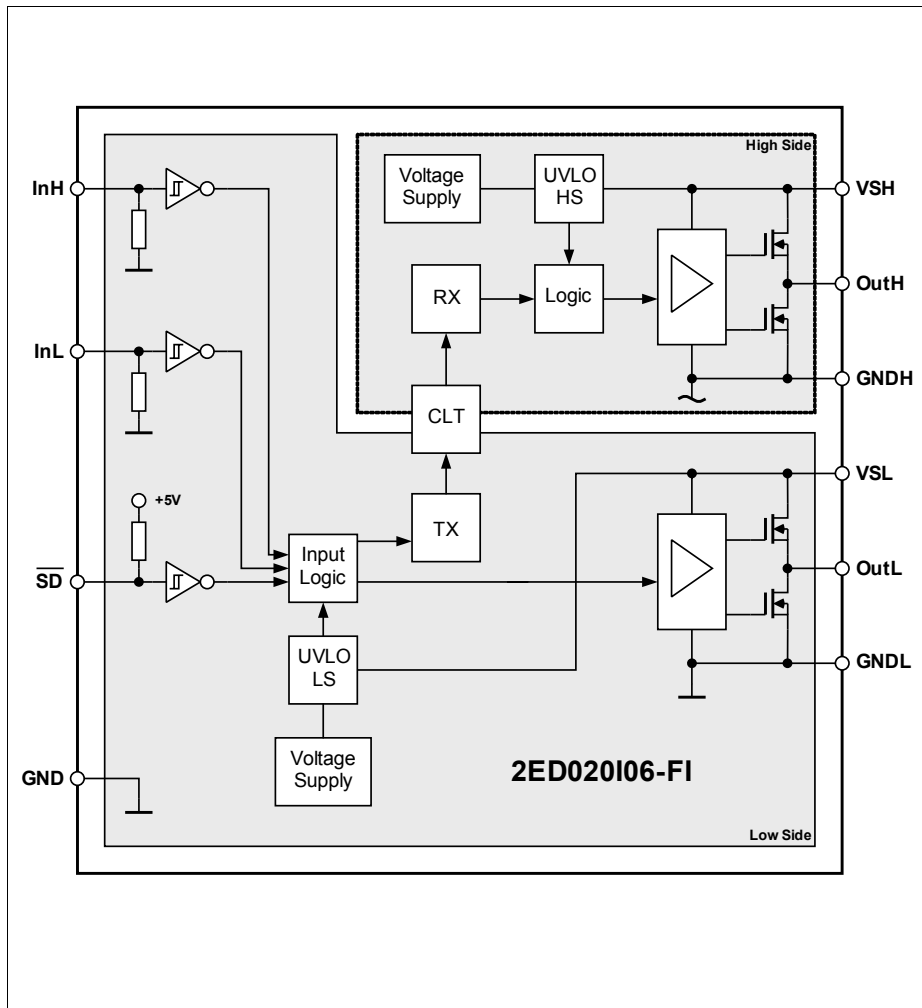 High Side
InH
Voltage
Supply
UVLO
HS
VSH
RX
Logic
OutH
InL
GNDH
CLT
VSL
+5V
TX
Input
Logic
SD
OutL
UVLO
LS
GNDL
Voltage
Supply
2ED020I06-FI
GND
Low Side